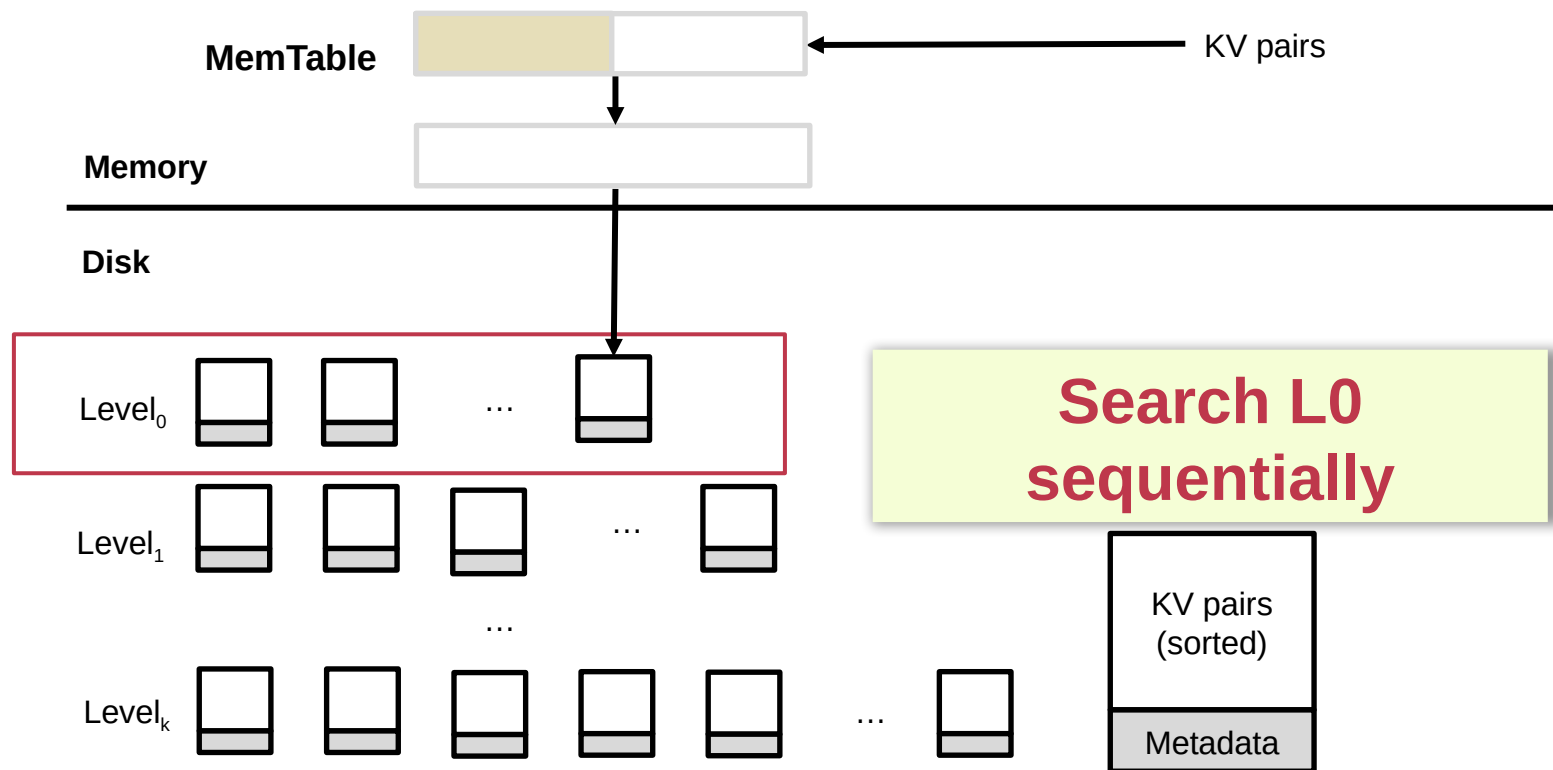 MemTable
KV pairs
Memory
Disk
Level0
...
Search L0
sequentially
Level1
...
...
KV pairs
(sorted)
Levelk
...
Metadata